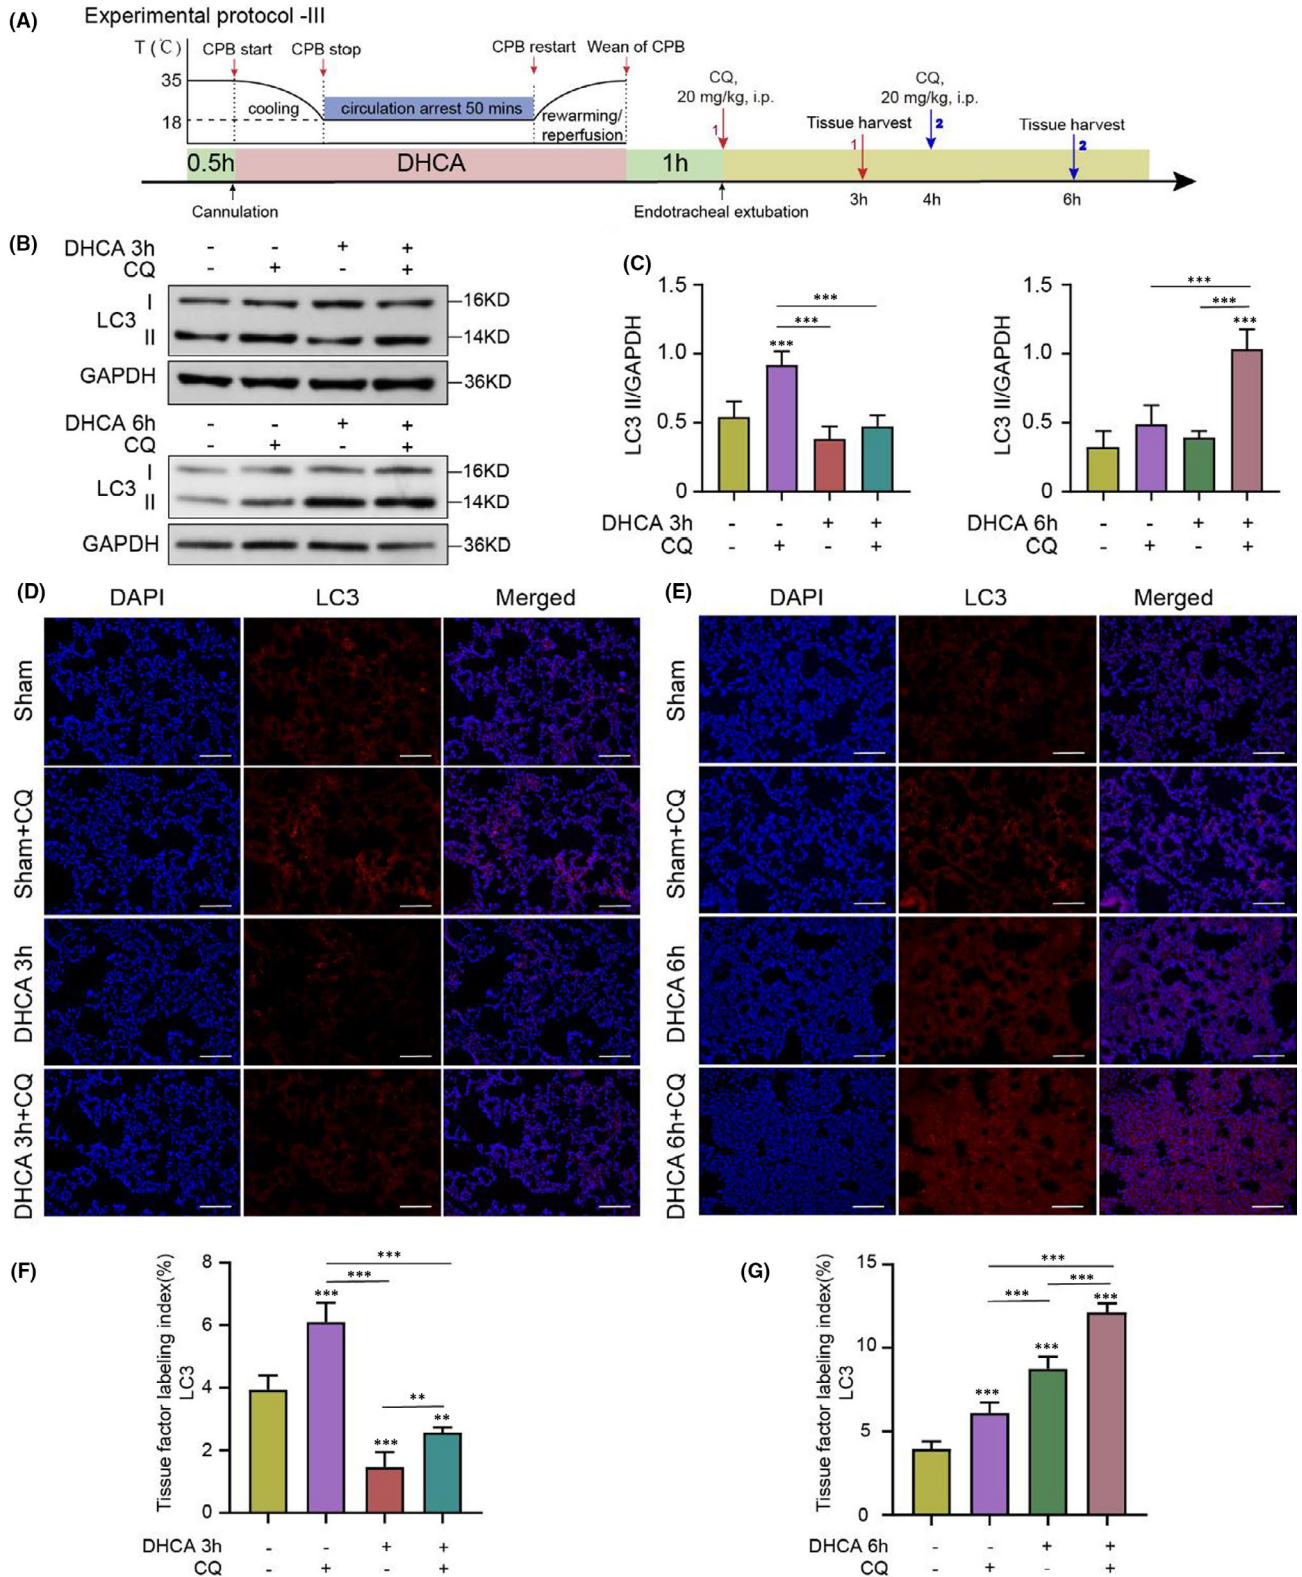 (A) Experimental protocol -III
T (℃)
CPB start CPB stop CPB restart Wean of CPB
35
18
cooling
circulation arrest 50 mins
rewarming/
reperfusion
CQ,
20 mg/kg, i.p.
1
Tissue harvest
1
CQ,
20 mg/kg, i.p.
2
Tissue harvest
2
0.5h DHCA 1h
Cannulation
Endotracheal extubation
3h 4h 6h
(B)
DHCA 3h - - + +
CQ - + - +
LC3
I
II
16KD
14KD
GAPDH
36KD
DHCA 6h - - + +
CQ - + - +
LC3
I
II
16KD
14KD
GAPDH
36KD
(C)
LC3 II/GAPDH
1.5
1.0
0.5
0
***
***
***
DHCA 3h - - + +
CQ - + - +
LC3 II/GAPDH
1.5
1.0
0.5
0
***
***
***
DHCA 6h - - + +
CQ - + - +
(D)
DAPI LC3 Merged
Sham
Sham+CQ
DHCA 3h
DHCA 3h+CQ
(E)
DAPI LC3 Merged
Sham
Sham+CQ
DHCA 6h
DHCA 6h+CQ
(F)
Tissue factor labeling index(%)
LC3
8
6
4
2
0
***
***
***
**
***
**
DHCA 3h - - + +
CQ - + - +
(G)
Tissue factor labeling index(%)
LC3
15
10
5
0
***
***
***
***
***
***
DHCA 6h - - + +
CQ - + - +